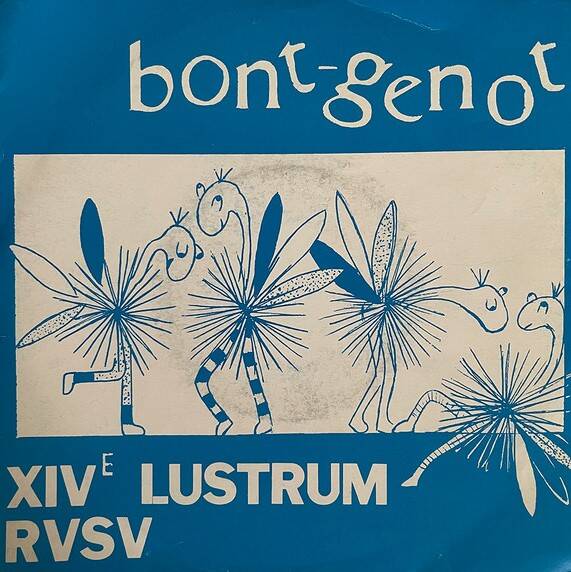 bont-genot
XIVE LUSTRUM
RVSV